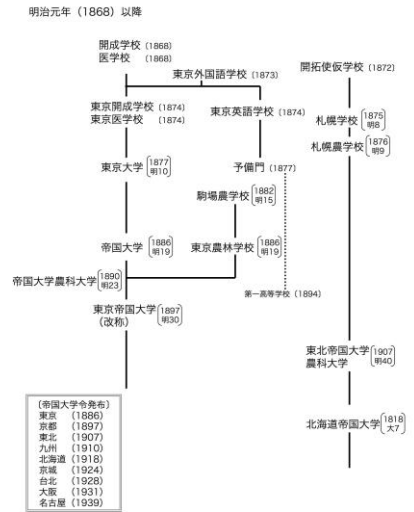 明治元年（1868）以降
開成学校（1868）
医学校　（1868）
東京外国語学校（1873）
開拓使仮学校（1872）
東京開成学校（1874）
東京医学校　（1874）
東京英語学校（1874）
札幌学校〔1875 明8〕
札幌農学校〔1876 明9〕
東京大学〔1877 明10〕
予備門（1877）
駒場農学校〔1882 明15〕
帝国大学〔1886 明19〕
東京農林学校〔1886 明19〕
帝国大学農科大学〔1890 明23〕
第一高等学校（1894）
東京帝国大学〔1897 明30〕
（改称）
東北帝国大学〔1907 明40〕
農科大学
北海道帝国大学〔1818 大7〕
〔帝国大学令発布〕
東京　（1886）
京都　（1897）
東北　（1907）
九州　（1910）
北海道（1918）
京城　（1924）
台北　（1928）
大阪　（1931）
名古屋（1939）